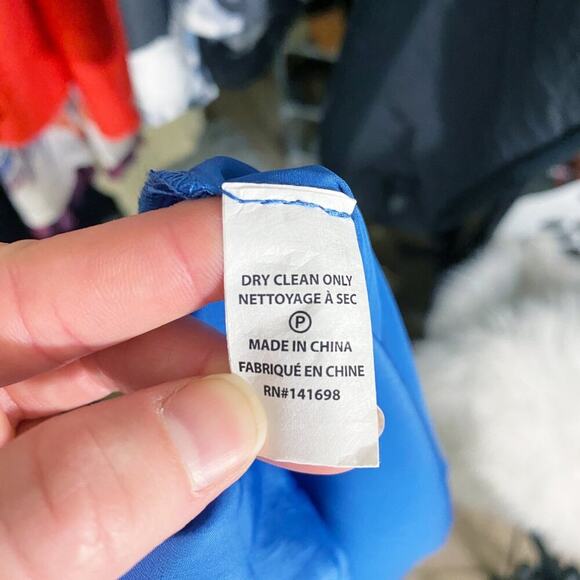 DRY CLEAN ONLY
NETTOYAGE À SEC
Ⓟ
MADE IN CHINA
FABRIQUÉ EN CHINE
RN#141698